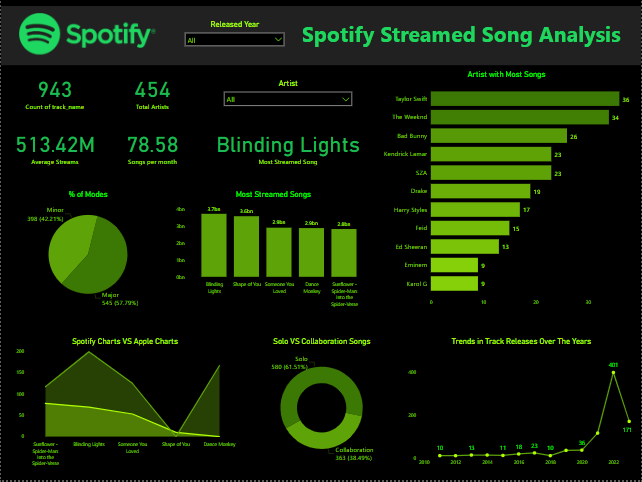 Spotify
Released Year
All
Spotify Streamed Song Analysis
943
Count of track_name
454
Total Artists
Artist
All
513.42M
Average Streams
78.58
Songs per month
Blinding Lights
Most Streamed Song
Artist with Most Songs
Taylor Swift
36
The Weeknd
34
Bad Bunny
26
Kendrick Lamar
23
SZA
23
Drake
19
Harry Styles
17
Feid
15
Ed Sheeran
13
Eminem
9
Karol G
9
0
10
20
30
% of Modes
Minor
398 (42.21%)
Major
545 (57.79%)
Most Streamed Songs
4bn
3bn
2bn
1bn
0bn
3.7bn
3.6bn
2.9bn
2.9bn
2.8bn
Blinding
Lights
Shape of You
Someone You
Loved
Dance
Monkey
Sunflower -
Spider-Man:
Into the
Spider-Verse
Spotify Charts VS Apple Charts
200
150
100
50
0
Sunflower -
Spider-Man:
Into the
Spider-Verse
Blinding Lights
Someone You
Loved
Shape of You
Dance Monkey
Solo VS Collaboration Songs
Solo
580 (61.51%)
Collaboration
363 (38.49%)
Trends in Track Releases Over The Years
400
200
0
10
13
11
18
23
10
36
401
171
2010
2012
2014
2016
2018
2020
2022